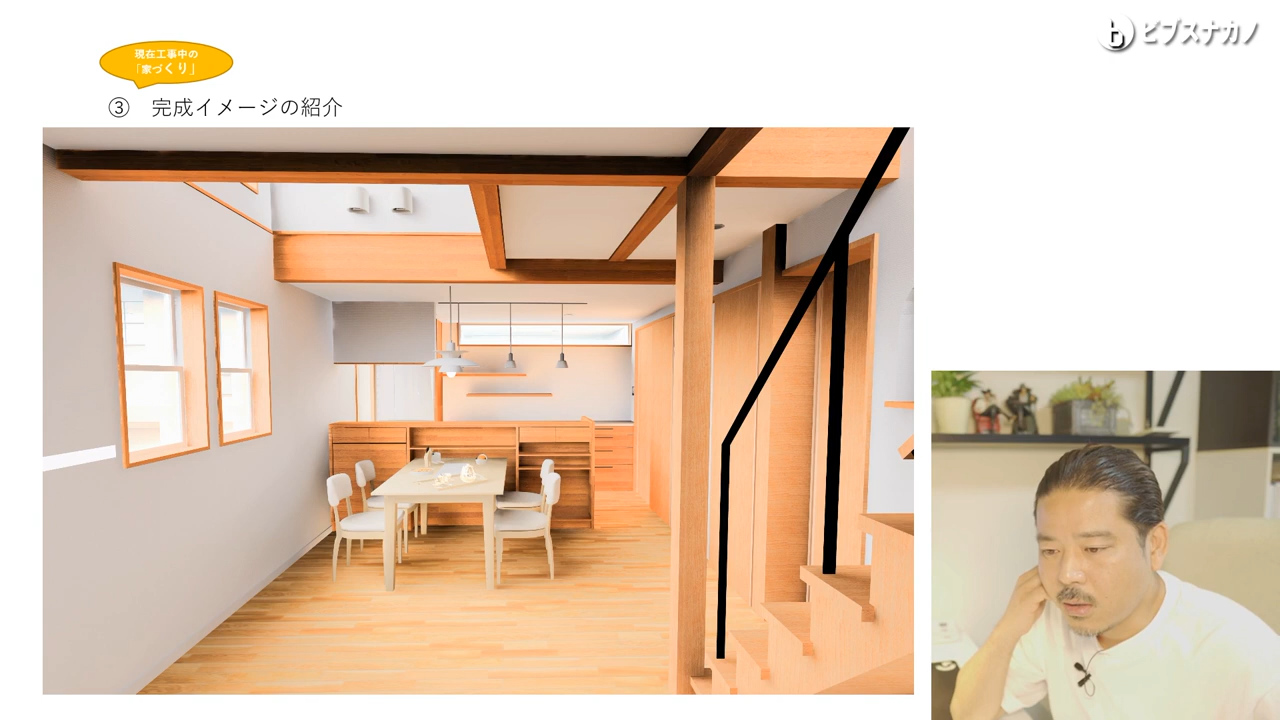 ビブスナカノ
現在工事中の
「家づくり」
③ 完成イメージの紹介